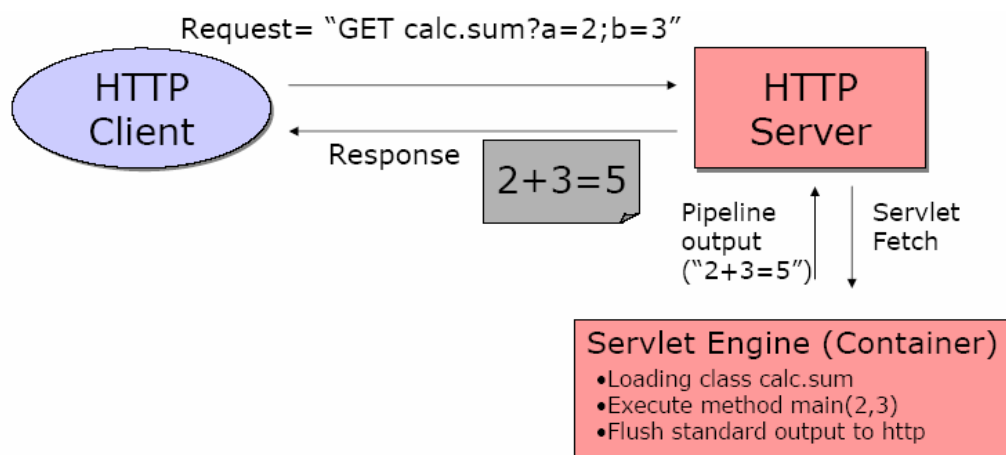 Request= “GET calc.sum?a=2;b=3”
HTTP
Client
HTTP
Server
Response
2+3=5
Pipeline
output
(“2+3=5”)
Servlet
Fetch
Servlet Engine (Container)
•Loading class calc.sum
•Execute method main(2,3)
•Flush standard output to http